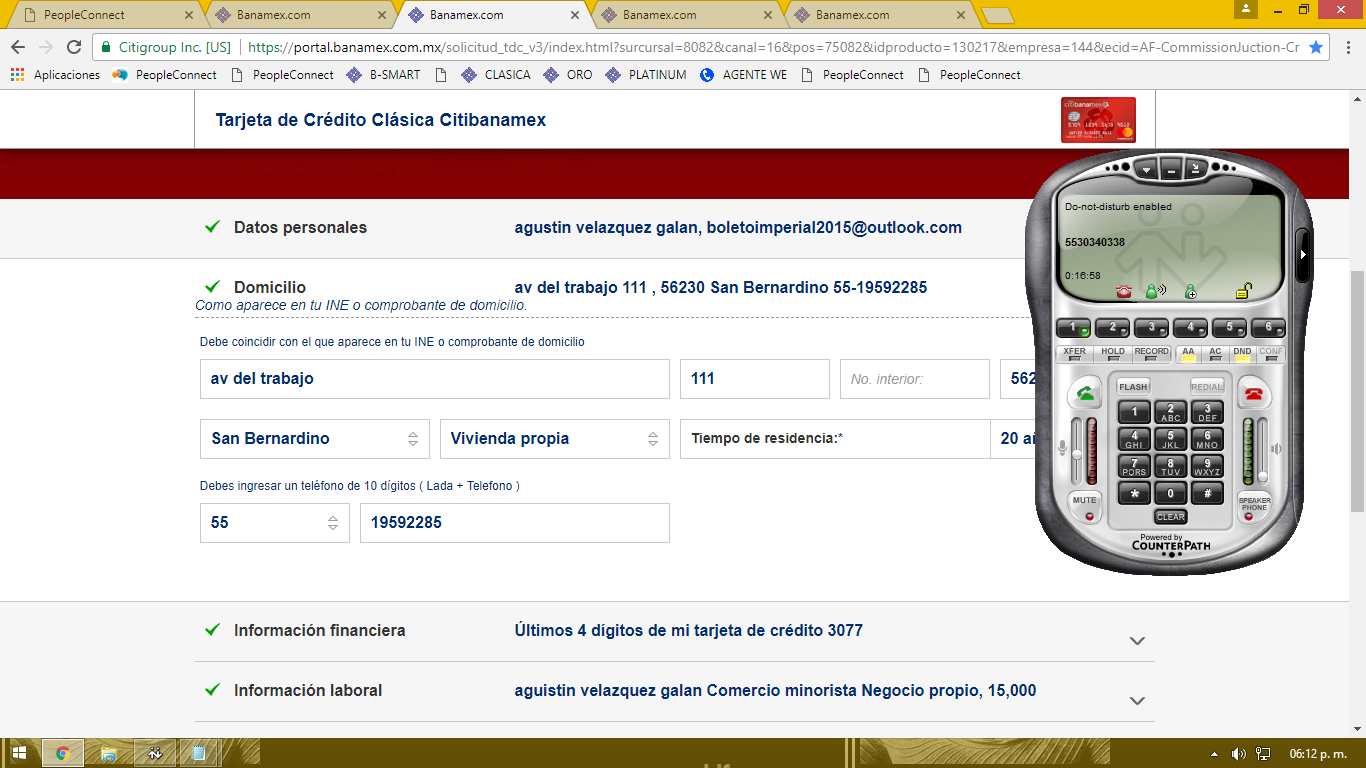 PeopleConnect
Banamex.com
Banamex.com
Banamex.com
Banamex.com
Citigroup Inc. [US]
https://portal.banamex.com.mx/solicitud_tdc_v3/index.html?surcursal=8082&canal=16&pos=75082&idproducto=130217&empresa=144&ecid=AF-CommissionJuction-Cr
Aplicaciones PeopleConnect PeopleConnect B-SMART CLASICA ORO PLATINUM AGENTE WE PeopleConnect PeopleConnect
Tarjeta de Crédito Clásica Citibanamex
citibanamex
Datos personales agustin velazquez galan, boletoimperial2015@outlook.com
Domicilio av del trabajo 111 , 56230 San Bernardino 55-19592285
Como aparece en tu INE o comprobante de domicilio.
Debe coincidir con el que aparece en tu INE o comprobante de domicilio
av del trabajo 111 No. interior: 562
San Bernardino Vivienda propia Tiempo de residencia:* 20 añ
Debes ingresar un teléfono de 10 dígitos ( Lada + Telefono )
55 19592285
Información financiera Últimos 4 dígitos de mi tarjeta de crédito 3077
Información laboral aguistin velazquez galan Comercio minorista Negocio propio, 15,000
Do-not-disturb enabled
5530340338
0:16:58
1 2 3 4 5 6
XFER HOLD RECORD AA AC DND CONF
FLASH REDIAL
1 2 ABC 3 DEF
4 GHI 5 JKL 6 MNO
7 PQRS 8 TUV 9 WXYZ
* 0 #
MUTE CLEAR SPEAKER PHONE
Powered by
COUNTERPATH
06:12 p. m.